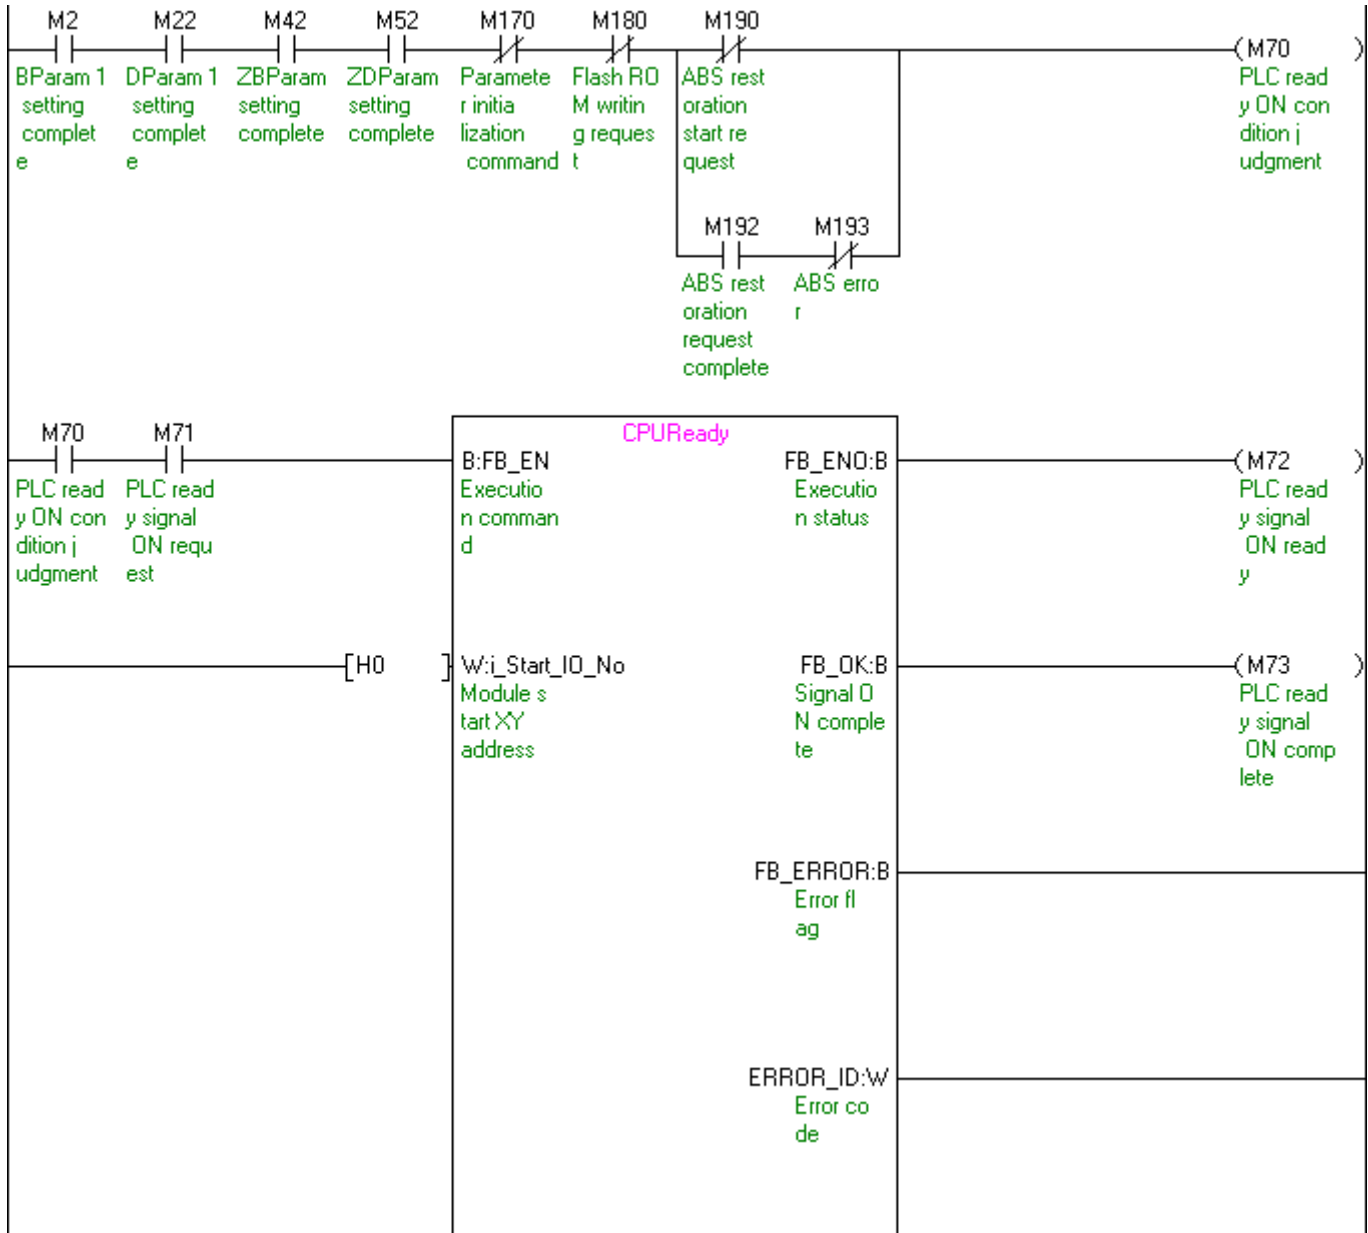 M2 M22 M42 M52 M170 M180 M190
(M70 )
BParam 1 DParam 1 ZBParam ZDParam Paramete Flash RO ABS rest PLC read
setting setting setting setting r initia M writin oration y ON con
complet complet complete complete lization g reques start re dition j
e e command t quest udgment
M192 M193
ABS rest ABS erro
oration r
request
complete
M70 M71 CPUReady
B:FB_EN FB_ENO:B (M72 )
PLC read PLC read Executio Executio PLC read
y ON con y signal n comman n status y signal
dition j ON requ d ON read
udgment est y
[H0 ] W:i_Start_IO_No FB_OK:B (M73 )
Module s Signal O PLC read
tart XY N comple y signal
address te ON comp
lete
FB_ERROR:B
Error fl
ag
ERROR_ID:W
Error co
de